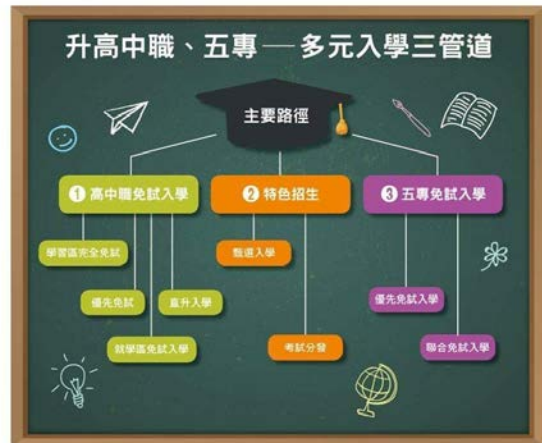 升高中職、五專—多元入學三管道
主要路徑
1 高中職免試入學
2 特色招生
3 五專免試入學
學習區完全免試
甄選入學
優先免試
直升入學
優先免試入學
就學區免試入學
考試分發
聯合免試入學